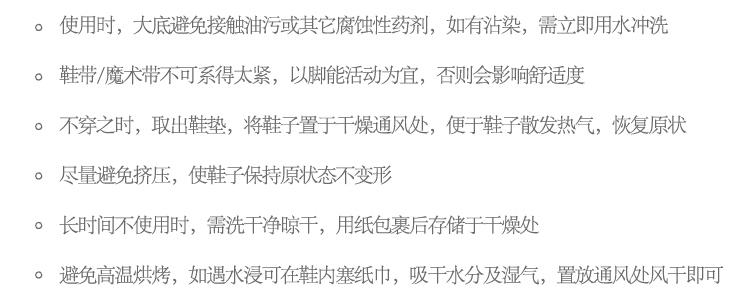 使用时，大底避免接触油污或其它腐蚀性药剂，如有沾染，需立即用水冲洗
鞋带/魔术带不可系得太紧，以脚能活动为宜，否则会影响舒适度
不穿之时，取出鞋垫，将鞋子置于干燥通风处，便于鞋子散发热气，恢复原状
尽量避免挤压，使鞋子保持原状态不变形
长时间不使用时，需洗干净晾干，用纸包裹后存储于干燥处
避免高温烘烤，如遇水浸可在鞋内塞纸巾，吸干水分及湿气，置放通风处风干即可